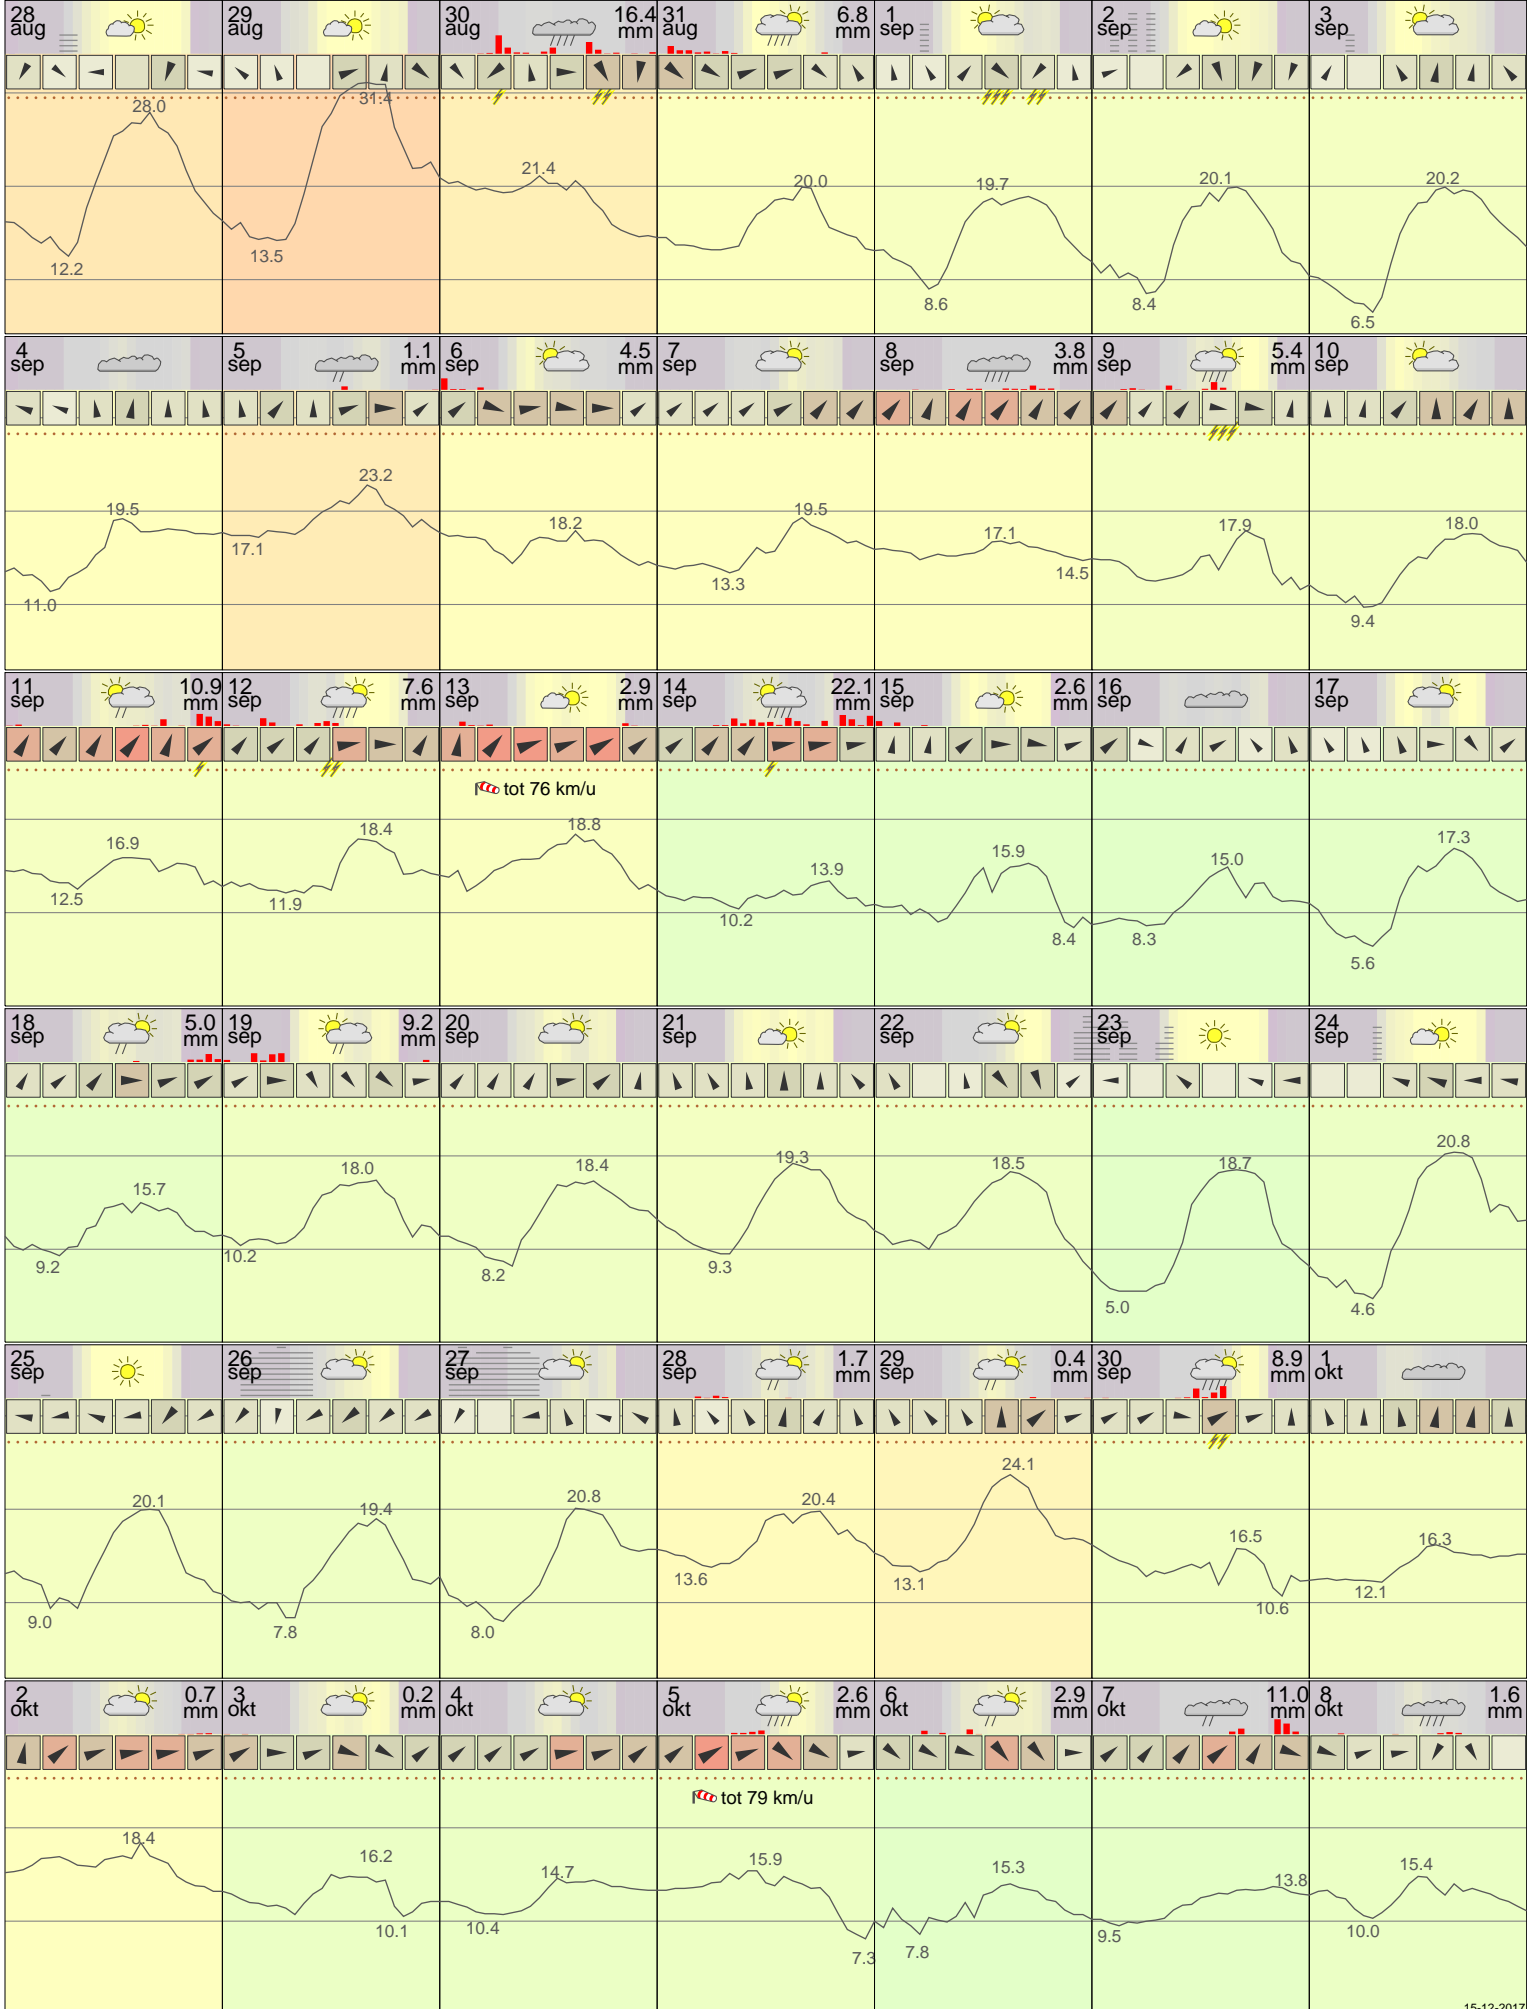 28 aug
29 aug
30 aug 16.4 mm
31 aug 6.8 mm
1 sep
2 sep
3 sep
28.0
12.2
31.4
13.5
21.4
20.0
19.7
8.6
20.1
8.4
20.2
6.5
4 sep
5 sep 1.1 mm
6 sep 4.5 mm
7 sep
8 sep 3.8 mm
9 sep 5.4 mm
10 sep
19.5
11.0
23.2
17.1
18.2
19.5
13.3
17.1
14.5
17.9
18.0
9.4
11 sep 10.9 mm
12 sep 7.6 mm
13 sep 2.9 mm
14 sep 22.1 mm
15 sep 2.6 mm
16 sep
17 sep
tot 76 km/u
16.9
12.5
18.4
11.9
18.8
13.9
10.2
15.9
8.4
15.0
8.3
17.3
5.6
18 sep 5.0 mm
19 sep 9.2 mm
20 sep
21 sep
22 sep
23 sep
24 sep
15.7
9.2
18.0
10.2
18.4
8.2
19.3
9.3
18.5
18.7
5.0
20.8
4.6
25 sep
26 sep
27 sep
28 sep 1.7 mm
29 sep 0.4 mm
30 sep 8.9 mm
1 okt
20.1
9.0
19.4
7.8
20.8
8.0
20.4
13.6
24.1
13.1
16.5
10.6
16.3
12.1
2 okt 0.7 mm
3 okt 0.2 mm
4 okt
5 okt 2.6 mm
6 okt 2.9 mm
7 okt 11.0 mm
8 okt 1.6 mm
tot 79 km/u
18.4
16.2
10.1
14.7
10.4
15.9
7.3
15.3
7.8
13.8
9.5
15.4
10.0
15-12-2017